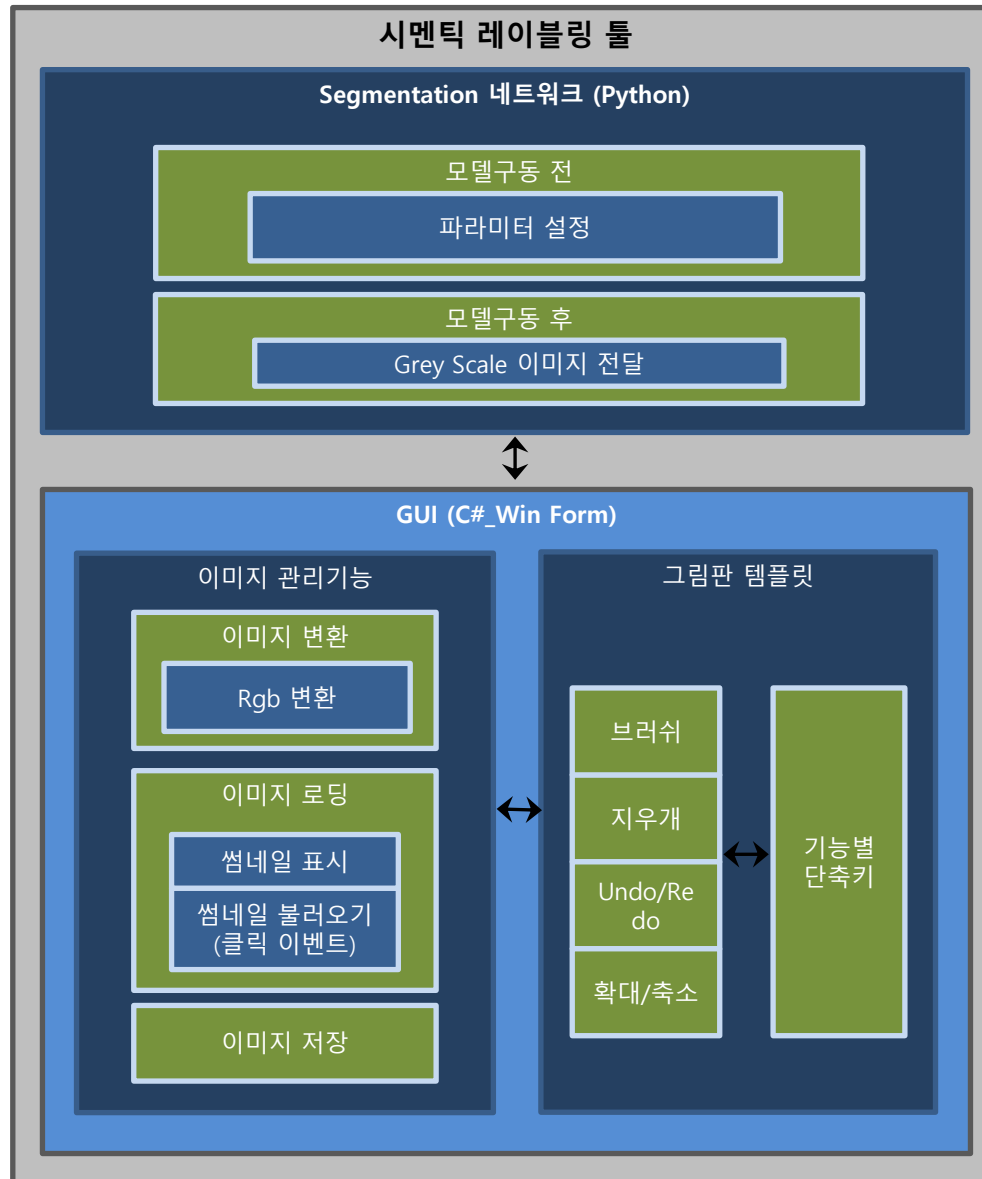 시멘틱 레이블링 툴
Segmentation 네트워크 (Python)
모델구동 전
파라미터 설정
모델구동 후
Grey Scale 이미지 전달
GUI (C#_Win Form)
이미지 관리기능
이미지 변환
Rgb 변환
이미지 로딩
썸네일 표시
썸네일 불러오기
(클릭 이벤트)
이미지 저장
그림판 템플릿
브러쉬
지우개
Undo/Re
do
확대/축소
기능별
단축키